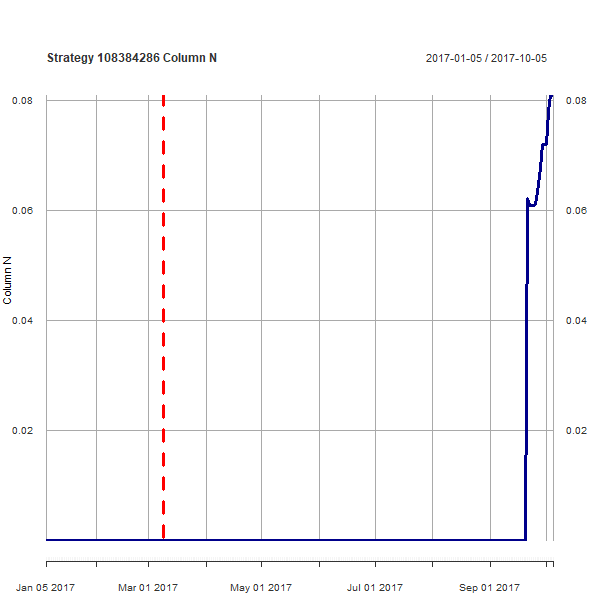 Strategy 108384286 Column N
2017-01-05 / 2017-10-05
0.08
0.08
0.06
0.06
Column N
0.04
0.04
0.02
0.02
Jan 05 2017
Mar 01 2017
May 01 2017
Jul 01 2017
Sep 01 2017